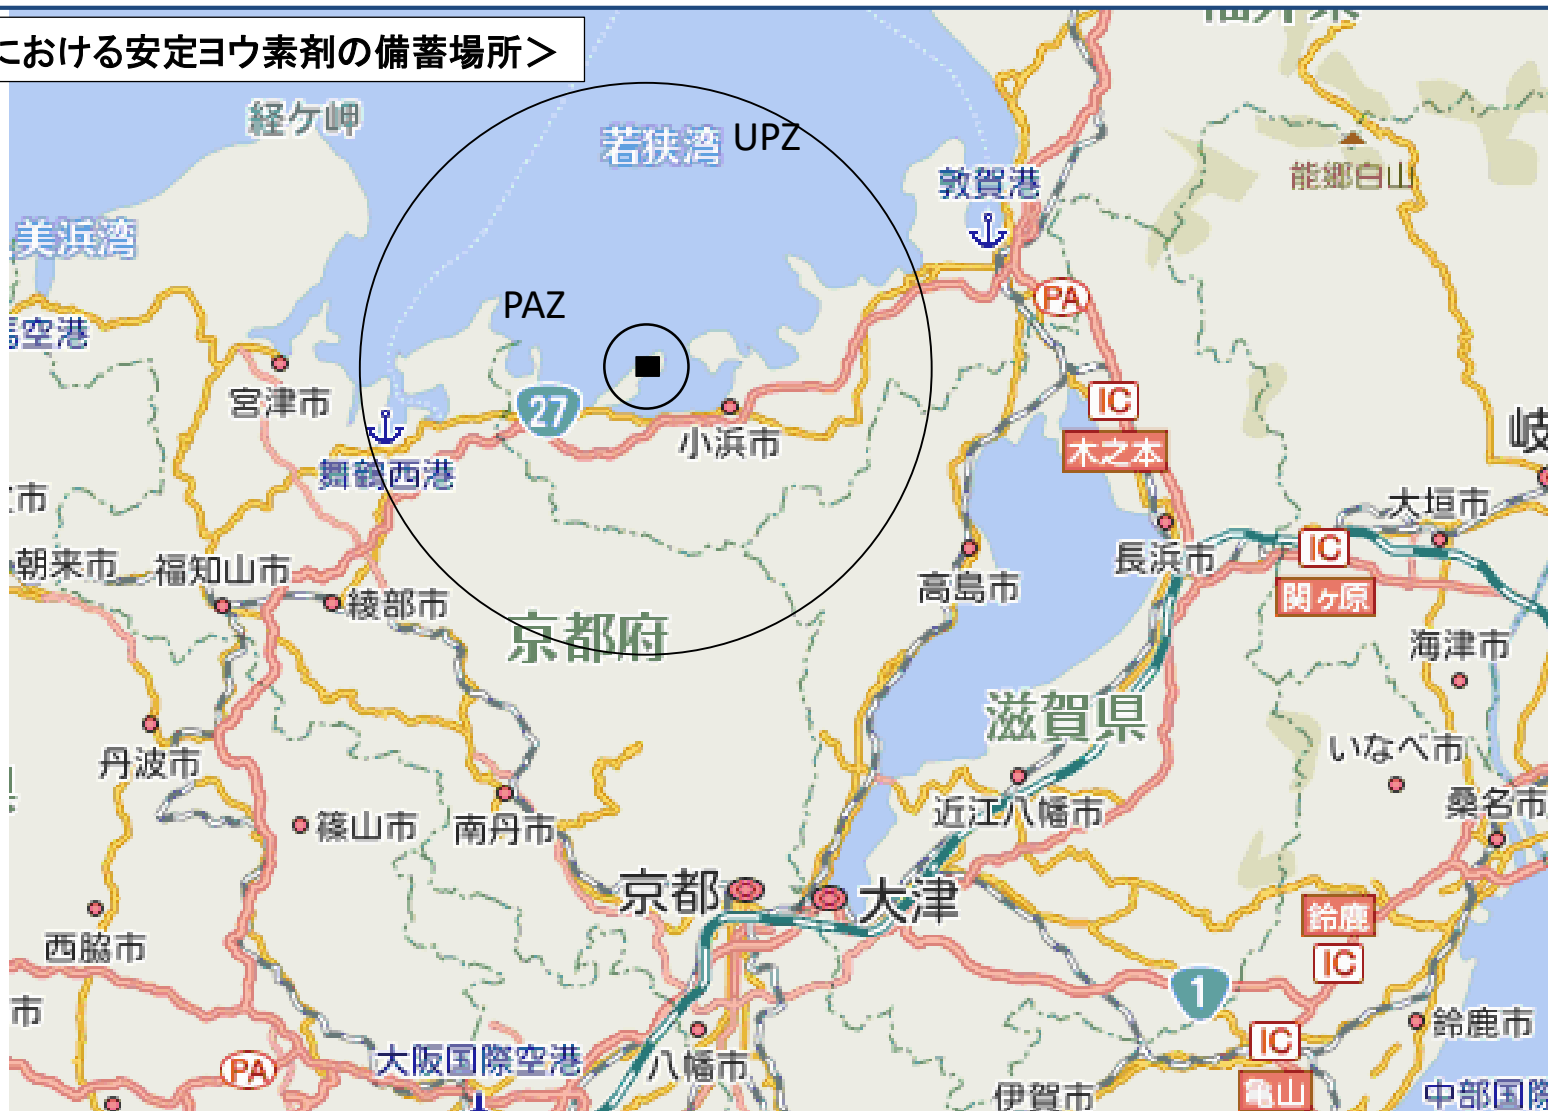 における安定ヨウ素剤の備蓄場所＞
経ケ岬
若狭湾
UPZ
敦賀港
能郷白山
美浜湾
PAZ
PA
空港
宮津市
27
小浜市
IC
木之本
舞鶴西港
市
大垣市
朝来市
福知山市
綾部市
高島市
長浜市
IC
関ヶ原
京都府
海津市
滋賀県
丹波市
いなべ市
篠山市
南丹市
近江八幡市
桑名市
京都
大津
鈴鹿
IC
西脇市
1
市
鈴鹿市
IC
PA
大阪国際空港
八幡市
伊賀市
亀山
中部国際